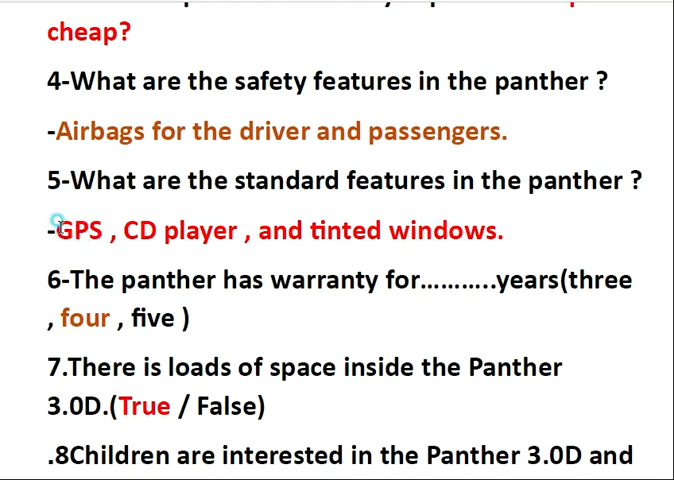 cheap?
4-What are the safety features in the panther ?
-Airbags for the driver and passengers.
5-What are the standard features in the panther ?
-GPS , CD player , and tinted windows.
6-The panther has warranty for………..years(three
, four , five )
7.There is loads of space inside the Panther
3.0D.(True / False)
.8Children are interested in the Panther 3.0D and